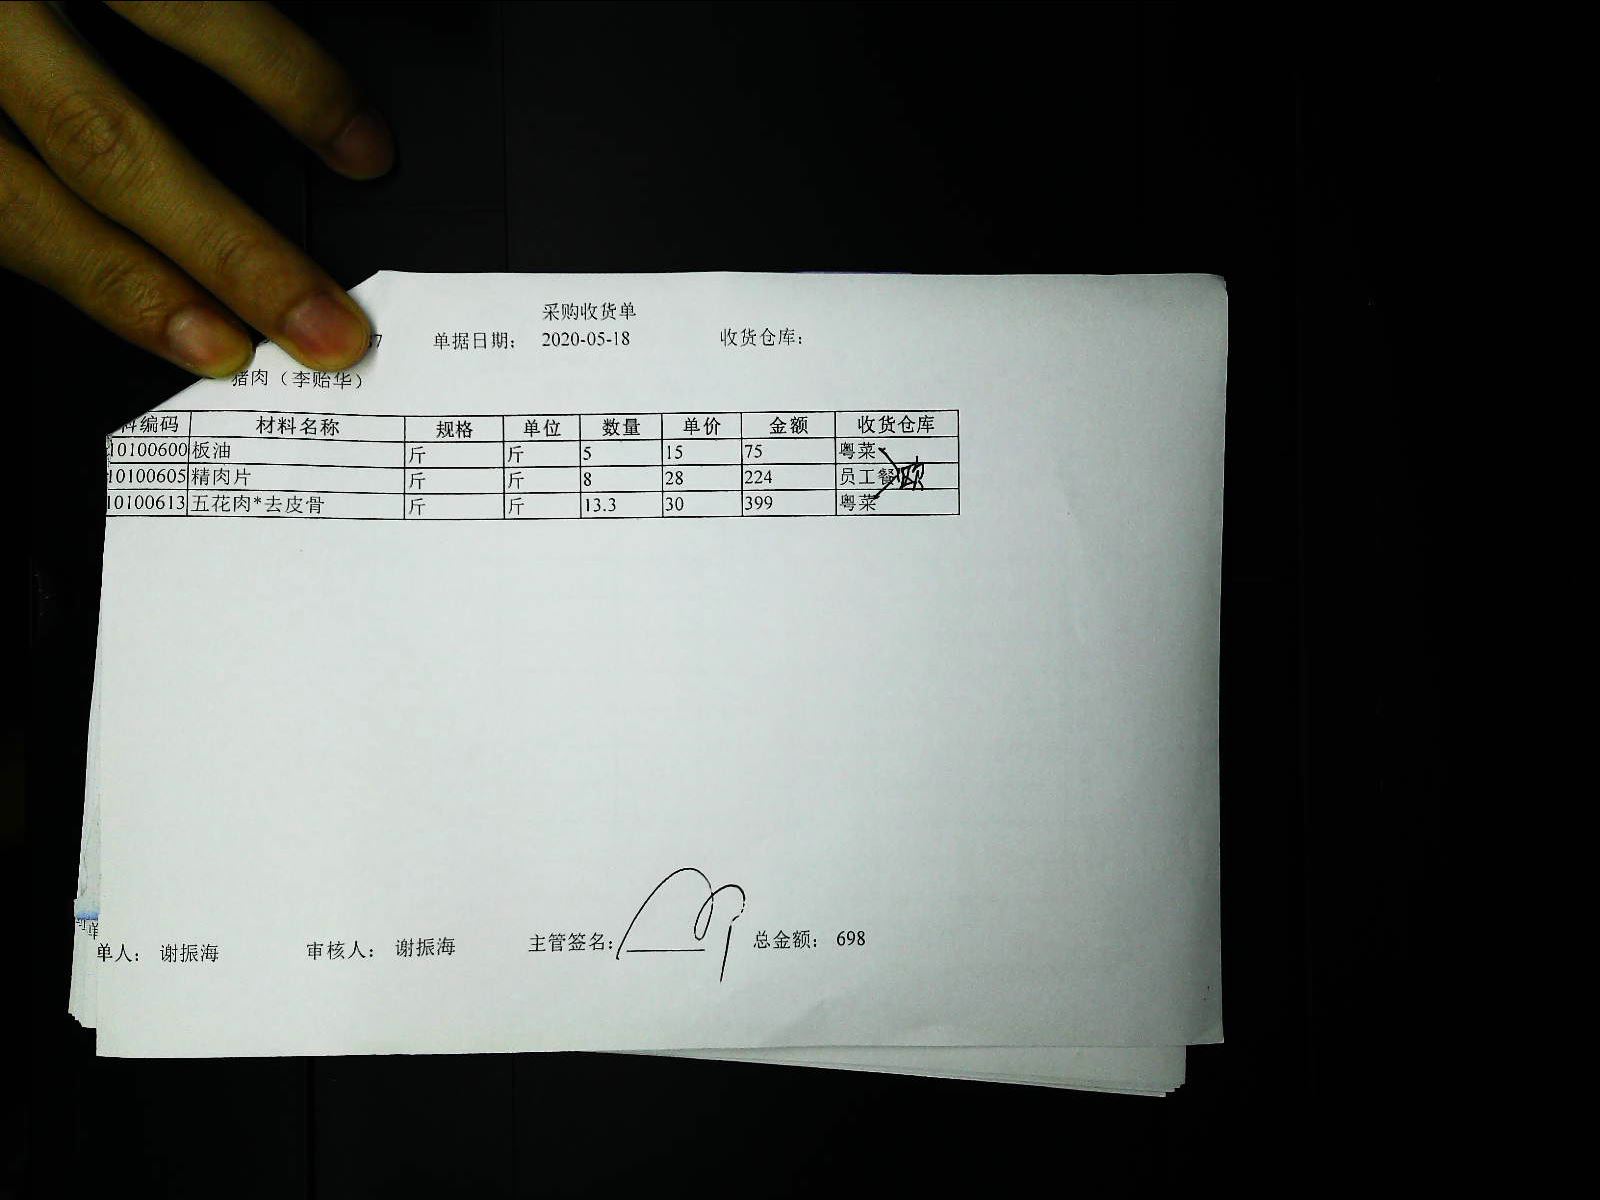 采购收货单
37 单据日期： 2020-05-18 收货仓库：
猪肉（李贻华）
料编码 材料名称 规格 单位 数量 单价 金额 收货仓库
10100600 板油 斤 斤 5 15 75 粤菜
10100605 精肉片 斤 斤 8 28 224 员工餐
10100613 五花肉*去皮骨 斤 斤 13.3 30 399 粤菜
单人： 谢振海 审核人： 谢振海 主管签名： 总金额： 698